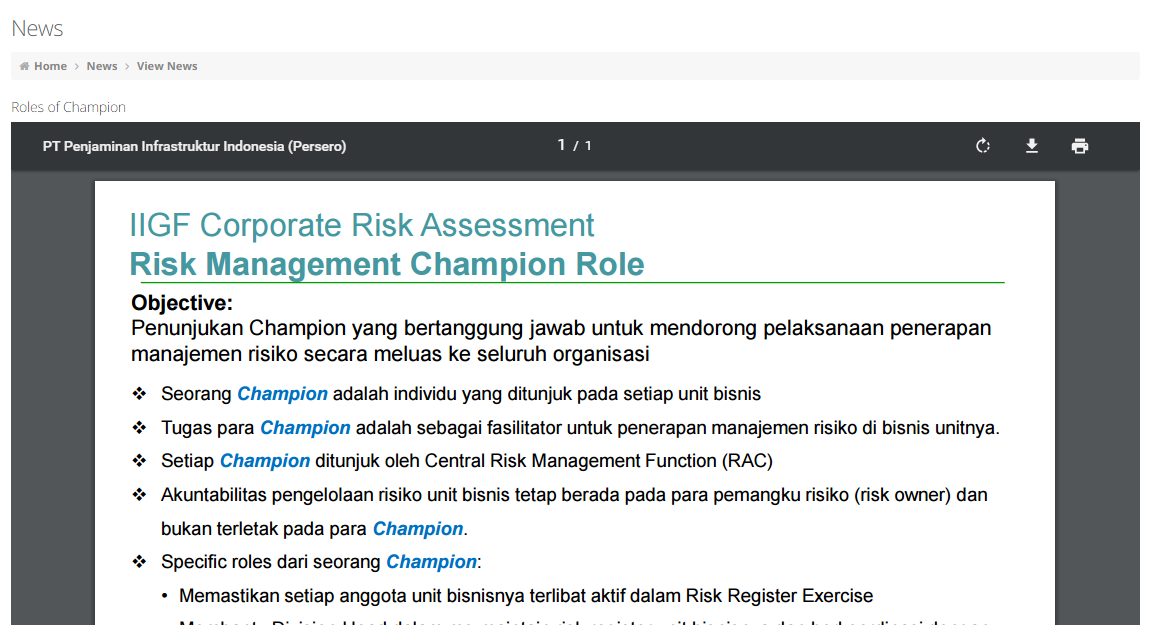 News
Home > News > View News
Roles of Champion
PT Penjaminan Infrastruktur Indonesia (Persero) 1 / 1
IIGF Corporate Risk Assessment
Risk Management Champion Role
Objective:
Penunjukan Champion yang bertanggung jawab untuk mendorong pelaksanaan penerapan
manajemen risiko secara meluas ke seluruh organisasi
❖ Seorang Champion adalah individu yang ditunjuk pada setiap unit bisnis
❖ Tugas para Champion adalah sebagai fasilitator untuk penerapan manajemen risiko di bisnis unitnya.
❖ Setiap Champion ditunjuk oleh Central Risk Management Function (RAC)
❖ Akuntabilitas pengelolaan risiko unit bisnis tetap berada pada para pemangku risiko (risk owner) dan
bukan terletak pada para Champion.
❖ Specific roles dari seorang Champion:
• Memastikan setiap anggota unit bisnisnya terlibat aktif dalam Risk Register Exercise